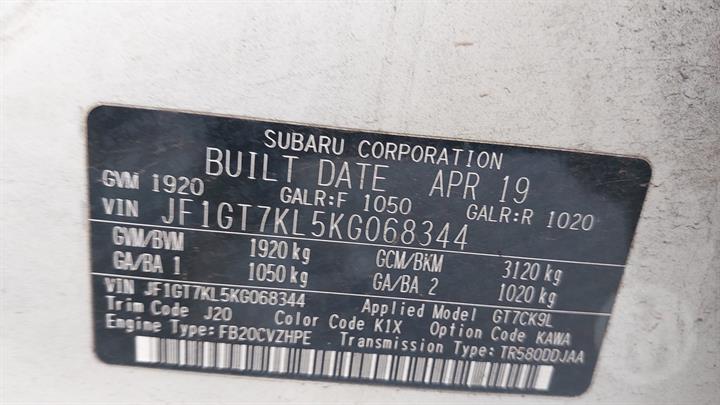 SUBARU CORPORATION
BUILT DATE APR 19
GVM 1920 GALR:F 1050 GALR:R 1020
VIN JF1GT7KL5KG068344
GVM/BVM 1920 kg GCM/BKM 3120 kg
GA/BA 1 1050 kg GA/BA 2 1020 kg
VIN JF1GT7KL5KG068344 Applied Model GT7CK9L
Trim Code J20 Color Code K1X Option Code KAWA
Engine Type: FB20CVZHPE Transmission Type: TR580DDJAA